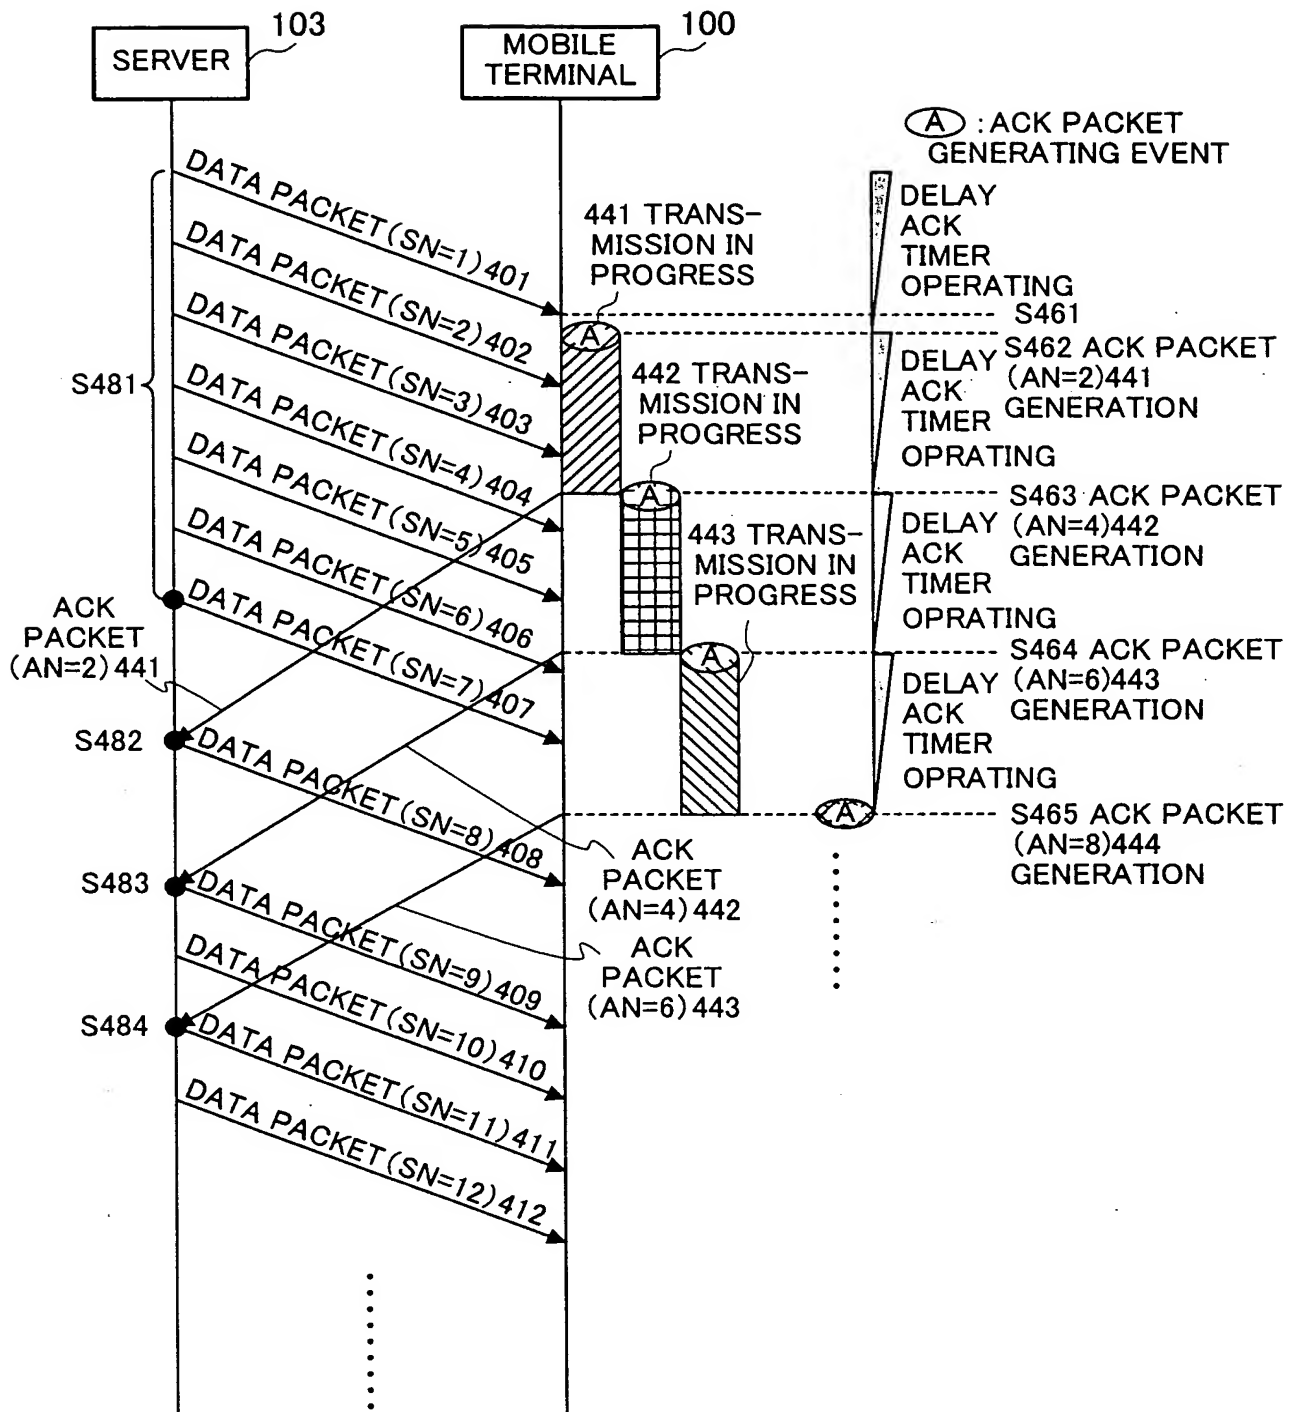 103
100
SERVER
MOBILE
TERMINAL
A : ACK PACKET
GENERATING EVENT
DATA PACKET(SN=1)401
DATA PACKET(SN=2)402
DATA PACKET(SN=3)403
DATA PACKET(SN=4)404
DATA PACKET(SN=5)405
DATA PACKET(SN=6)406
DATA PACKET(SN=7)407
DATA PACKET(SN=8)408
DATA PACKET(SN=9)409
DATA PACKET(SN=10)410
DATA PACKET(SN=11)411
DATA PACKET(SN=12)412
S481
ACK
PACKET
(AN=2)441
S482
S483
S484
441 TRANS-
MISSION IN
PROGRESS
A
442 TRANS-
MISSION IN
PROGRESS
A
443 TRANS-
MISSION IN
PROGRESS
A
A
ACK
PACKET
(AN=4)442
ACK
PACKET
(AN=6)443
DELAY
ACK
TIMER
OPERATING
S461
DELAY
ACK
TIMER
OPRATING
S462 ACK PACKET
(AN=2)441
GENERATION
DELAY
ACK
TIMER
OPRATING
S463 ACK PACKET
(AN=4)442
GENERATION
DELAY
ACK
TIMER
OPRATING
S464 ACK PACKET
(AN=6)443
GENERATION
S465 ACK PACKET
(AN=8)444
GENERATION